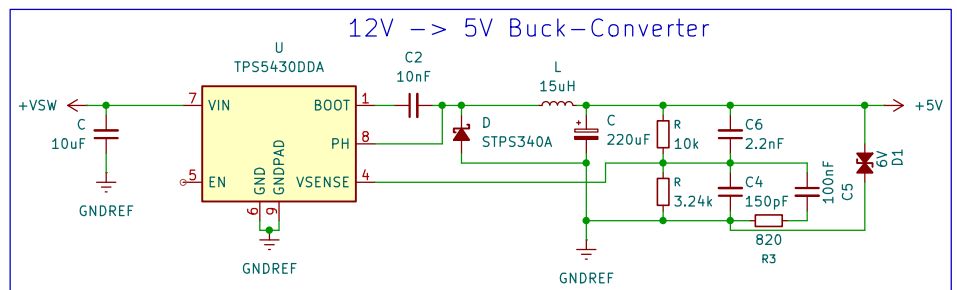 12V -> 5V Buck-Converter
U
TPS5430DDA
+VSW
C
10uF
GNDREF
7
VIN
5
EN
BOOT
1
PH
8
VSENSE
4
GND
GNDPAD
6
9
GNDREF
C2
10nF
D
STPS340A
L
15uH
+
C
220uF
R
10k
C6
2.2nF
R
3.24k
C4
150pF
100nF
C5
820
R3
6V
D1
+5V
GNDREF